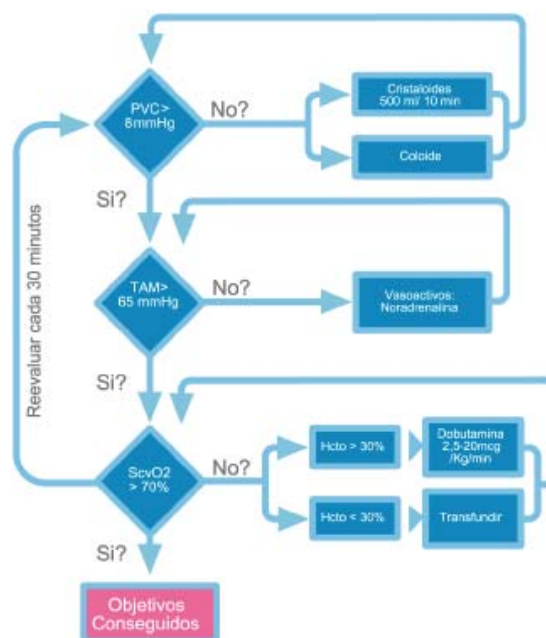 PVC>
8mmHg
No?
Cristaloides
500 ml/ 10 min
Coloide
Si?
TAM>
65 mmHg
No?
Vasoactivos:
Noradrenalina
Si?
ScvO2
> 70%
No?
Hcto > 30%
Dobutamina
2,5-20mcg
/Kg/min
Hcto < 30%
Transfundir
Si?
Objetivos
Conseguidos
Reevaluar cada 30 minutos